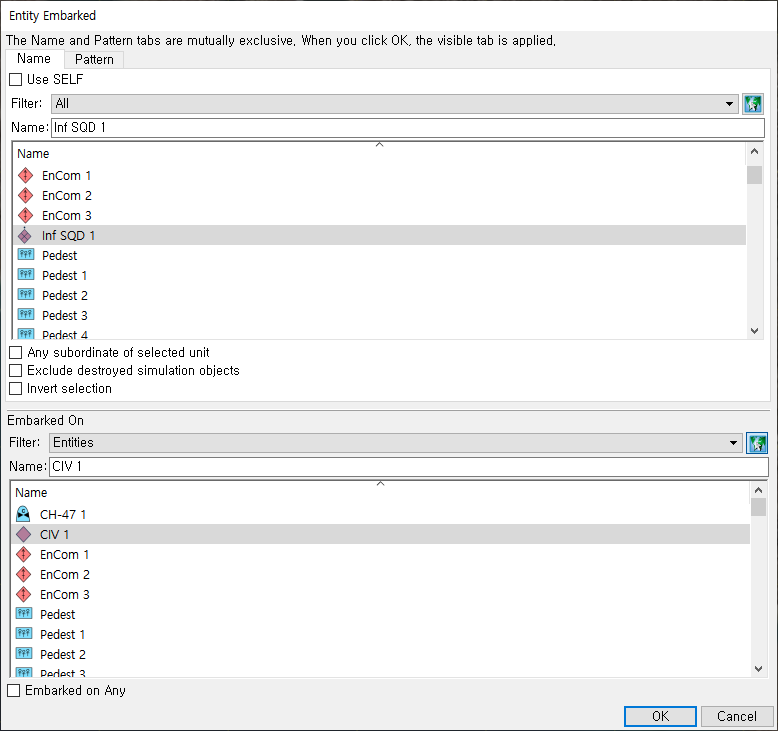 Entity Embarked
The Name and Pattern tabs are mutually exclusive. When you click OK, the visible tab is applied.
Name Pattern
Use SELF
Filter: All
Name: Inf SQD 1
Name
EnCom 1
EnCom 2
EnCom 3
Inf SQD 1
Pedest
Pedest 1
Pedest 2
Pedest 3
Pedest 4
Any subordinate of selected unit
Exclude destroyed simulation objects
Invert selection
Embarked On
Filter: Entities
Name: CIV 1
Name
CH-47 1
CIV 1
EnCom 1
EnCom 2
EnCom 3
Pedest
Pedest 1
Pedest 2
Pedest 3
Embarked on Any
OK Cancel